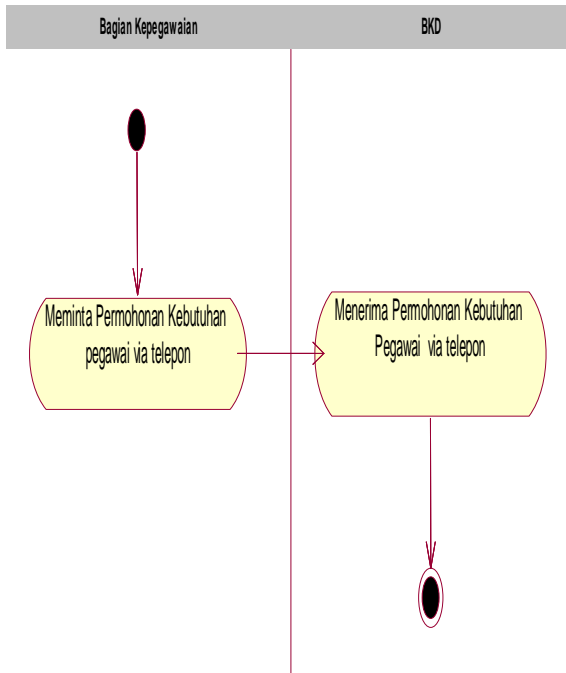 Bagian Kepegawaian
BKD
Meminta Permohonan Kebutuhan
pegawai via telepon
Menerima Permohonan Kebutuhan
Pegawai via telepon